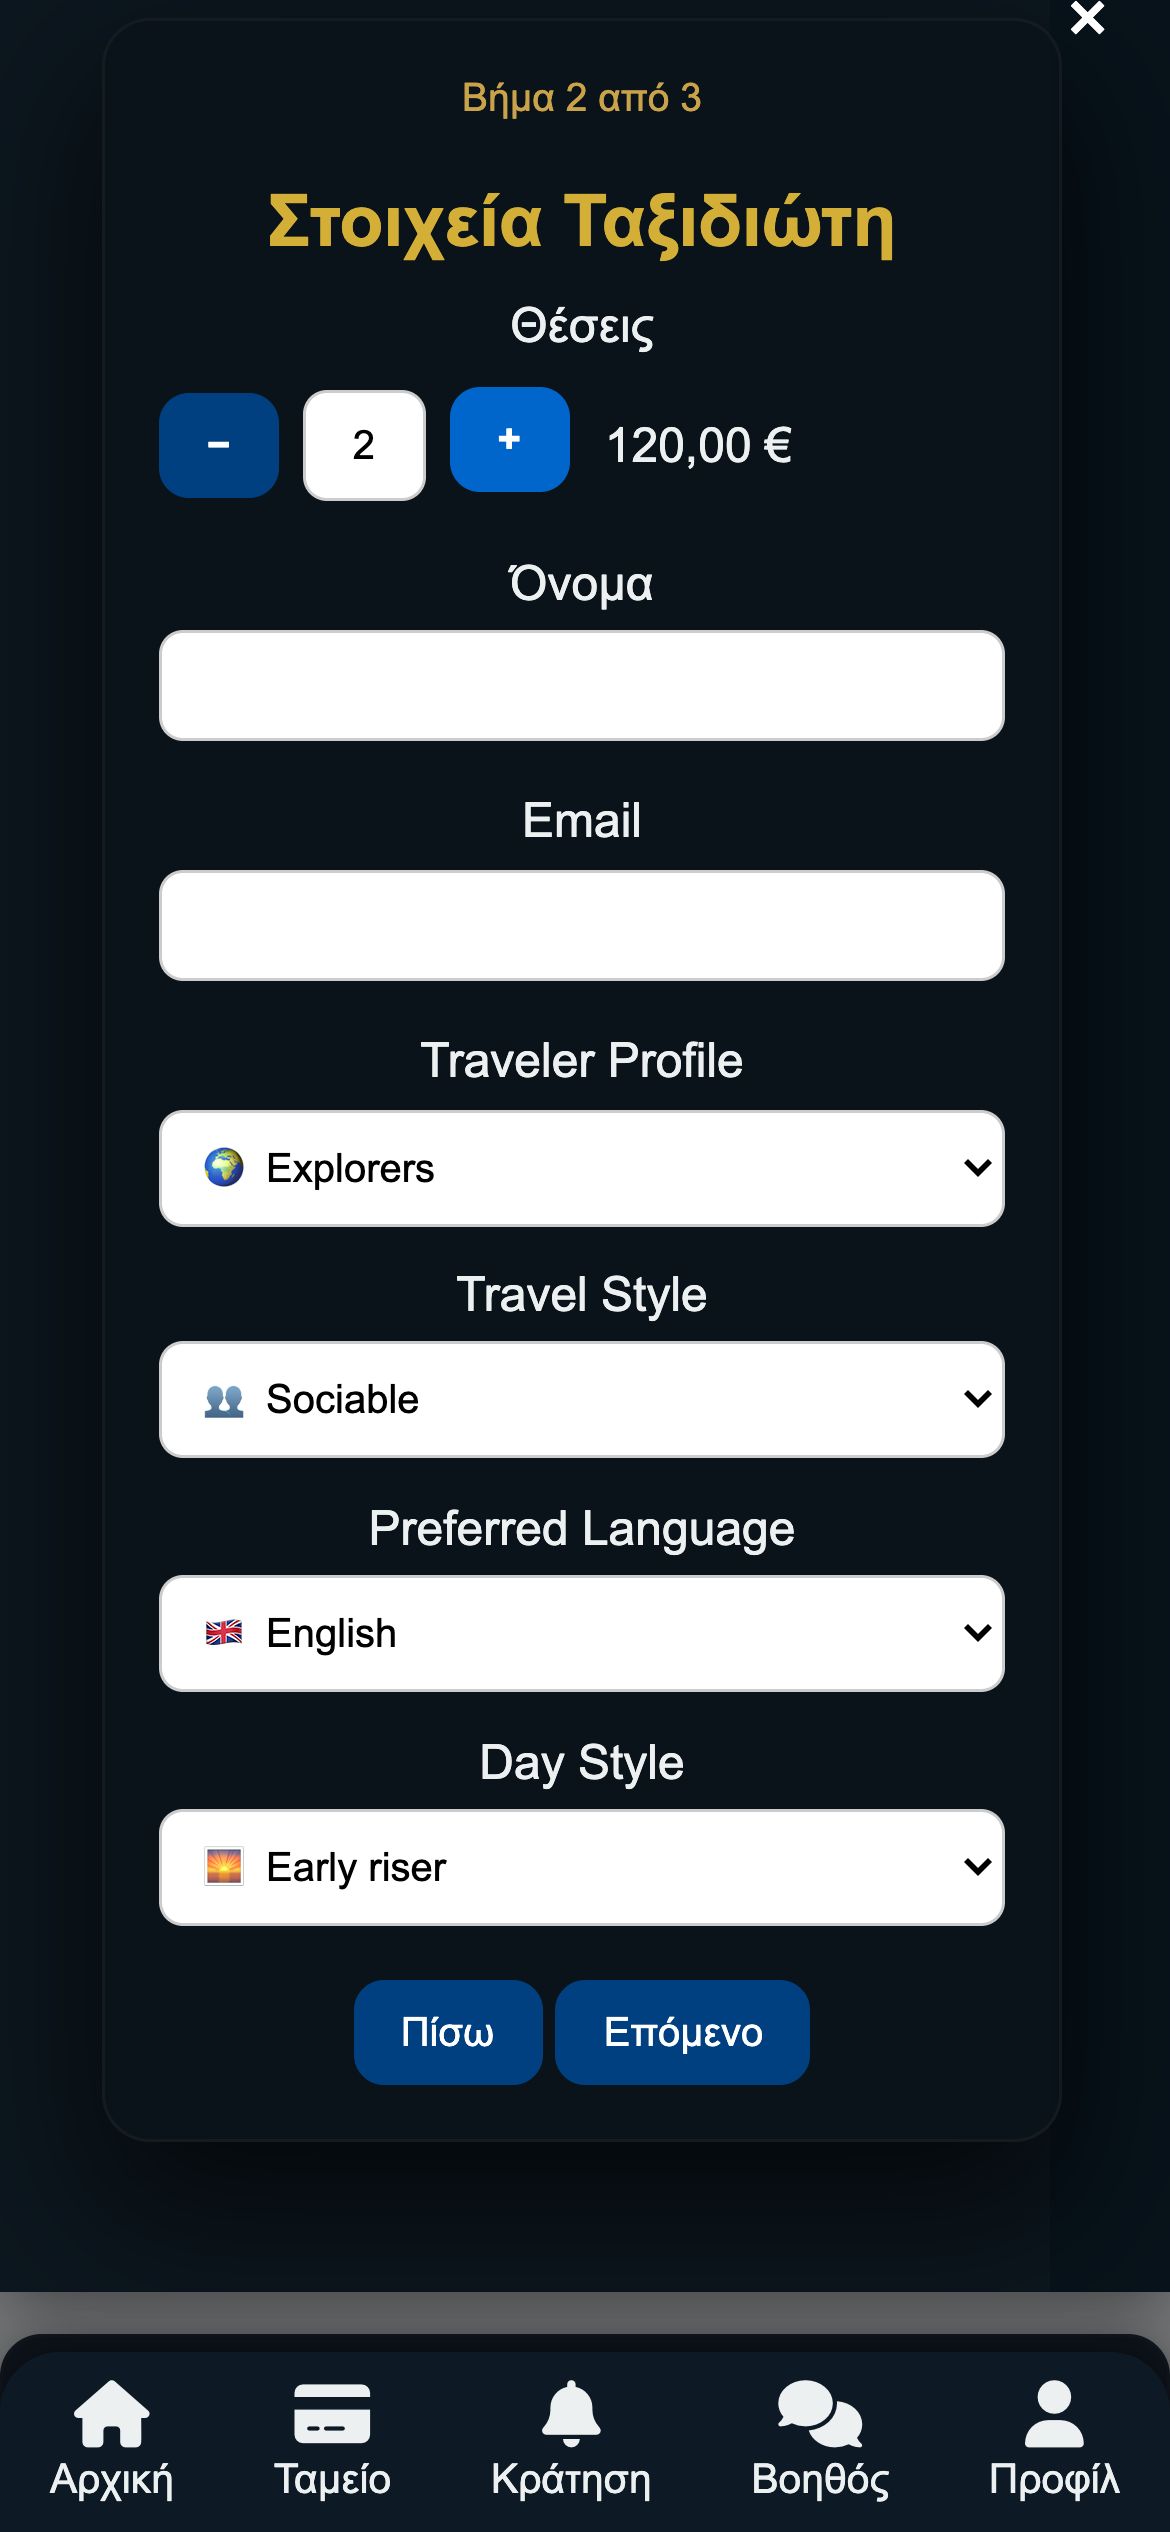 Βήμα 2 από 3
Στοιχεία Ταξιδιώτη
Θέσεις
- 2 + 120,00 €
Όνομα
Email
Traveler Profile
🌍 Explorers
Travel Style
👥 Sociable
Preferred Language
🇬🇧 English
Day Style
🌅 Early riser
Πίσω Επόμενο
Αρχική Ταμείο Κράτηση Βοηθός Προφίλ